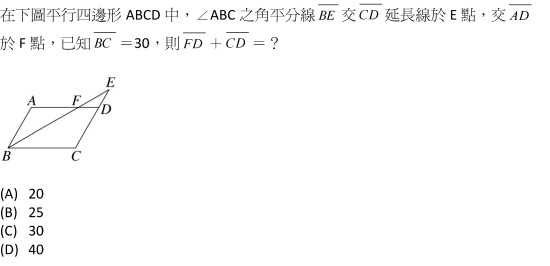 在下圖平行四邊形 ABCD 中，∠ABC 之角平分線 $\overline{BE}$ 交 $\overline{CD}$ 延長線於 E 點，交 $\overline{AD}$
於 F 點，已知 $\overline{BC}$ =30，則 $\overline{FD}$ + $\overline{CD}$ = ？
E
A F D
B C
(A) 20
(B) 25
(C) 30
(D) 40